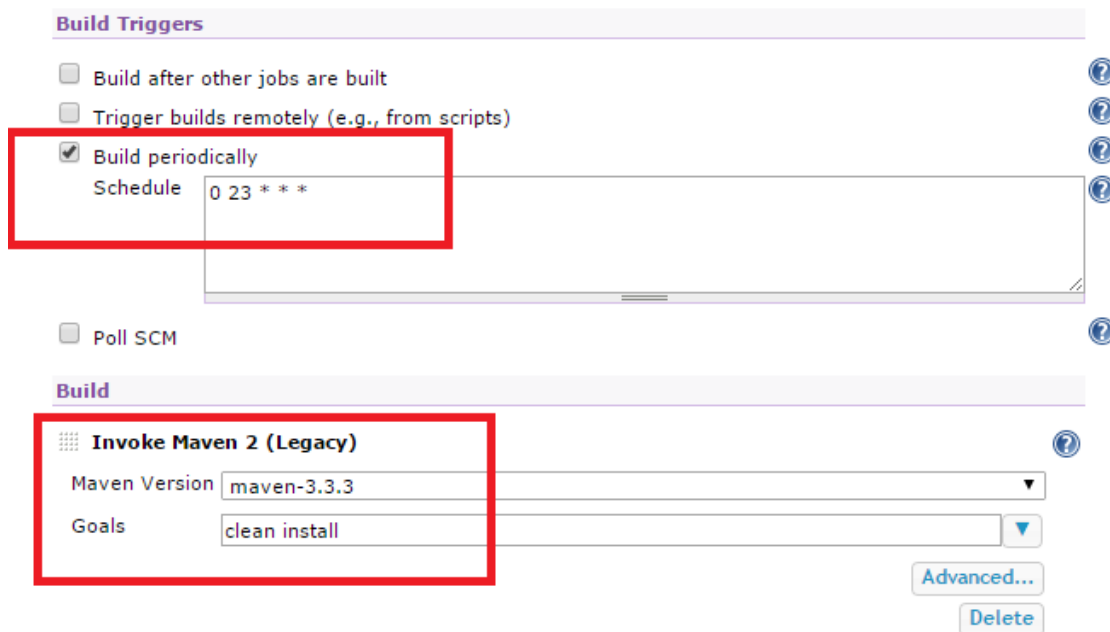 Build Triggers
Build after other jobs are built
Trigger builds remotely (e.g., from scripts)
Build periodically
Schedule 0 23 * * *
Poll SCM
Build
Invoke Maven 2 (Legacy)
Maven Version maven-3.3.3
Goals clean install
Advanced...
Delete